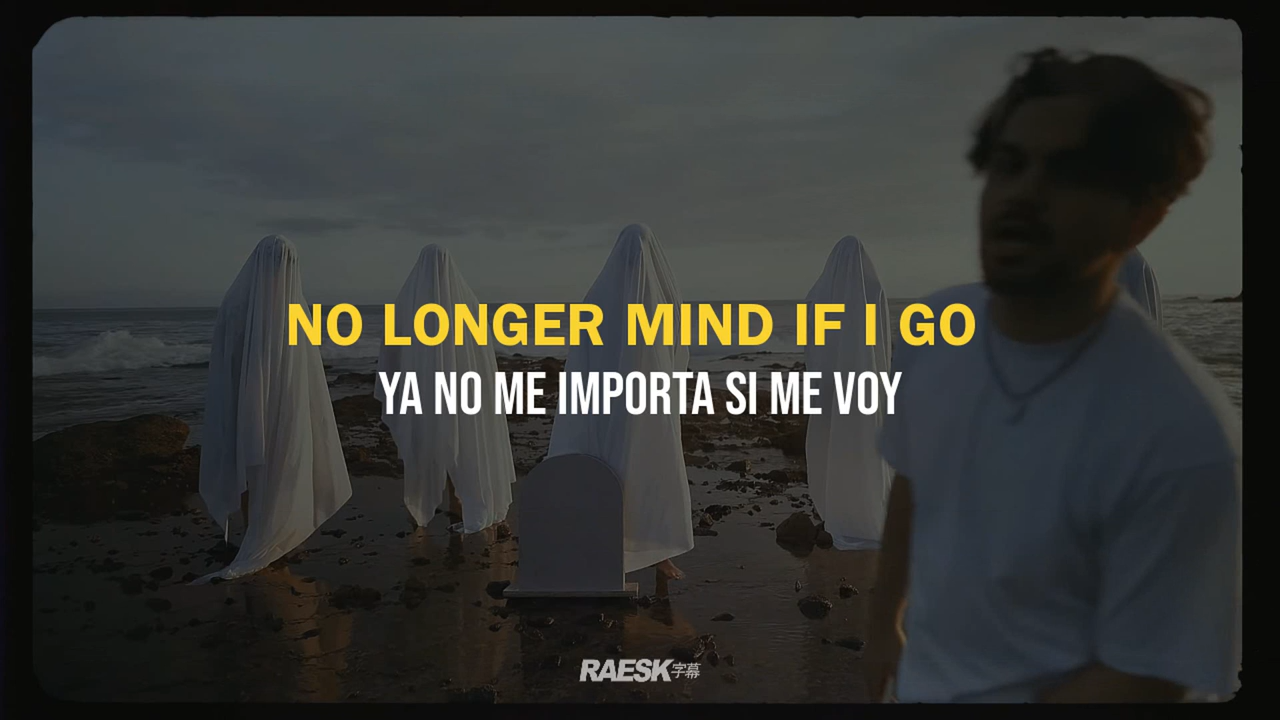 NO LONGER MIND IF I GO
YA NO ME IMPORTA SI ME VOY
RAESK字幕